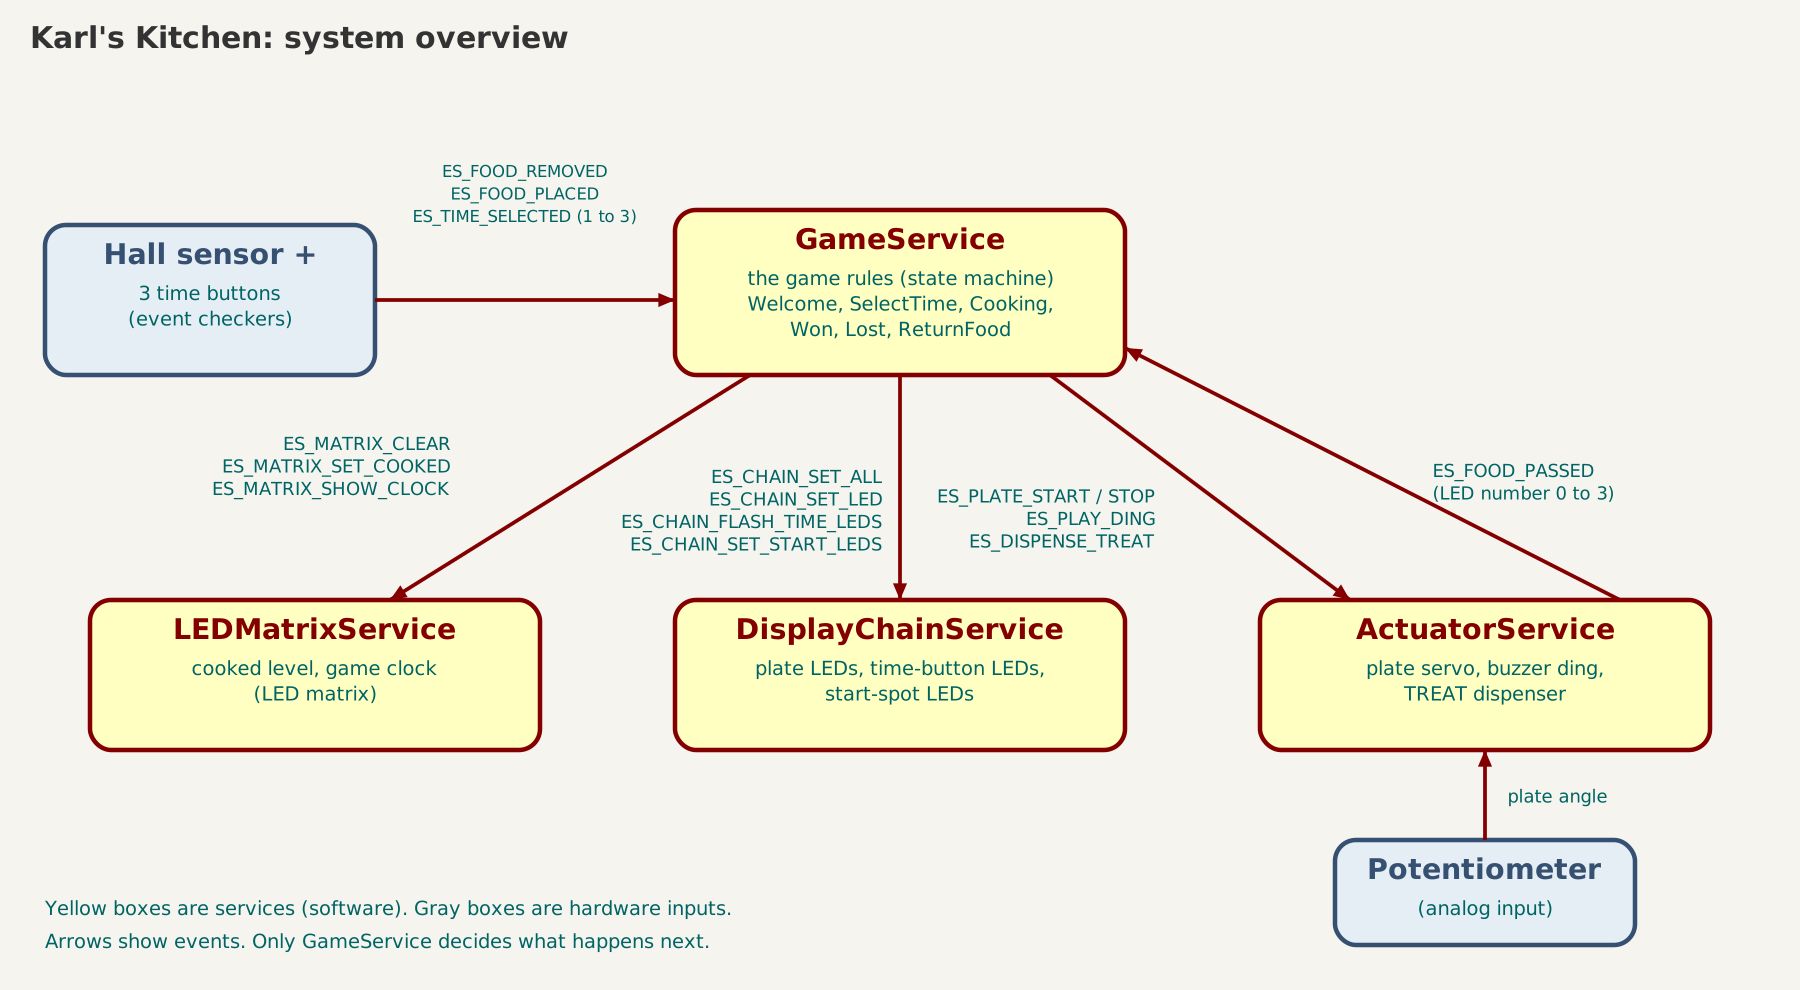 Karl's Kitchen: system overview
ES_FOOD_REMOVED
ES_FOOD_PLACED
ES_TIME_SELECTED (1 to 3)
Hall sensor +
3 time buttons
(event checkers)
GameService
the game rules (state machine)
Welcome, SelectTime, Cooking,
Won, Lost, ReturnFood
ES_MATRIX_CLEAR
ES_MATRIX_SET_COOKED
ES_MATRIX_SHOW_CLOCK
ES_CHAIN_SET_ALL
ES_CHAIN_SET_LED
ES_CHAIN_FLASH_TIME_LEDS
ES_CHAIN_SET_START_LEDS
ES_PLATE_START / STOP
ES_PLAY_DING
ES_DISPENSE_TREAT
ES_FOOD_PASSED
(LED number 0 to 3)
LEDMatrixService
cooked level, game clock
(LED matrix)
DisplayChainService
plate LEDs, time-button LEDs,
start-spot LEDs
ActuatorService
plate servo, buzzer ding,
TREAT dispenser
plate angle
Potentiometer
(analog input)
Yellow boxes are services (software). Gray boxes are hardware inputs.
Arrows show events. Only GameService decides what happens next.